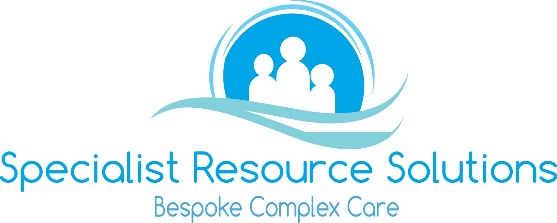 Specialist Resource Solutions
Bespoke Complex Care